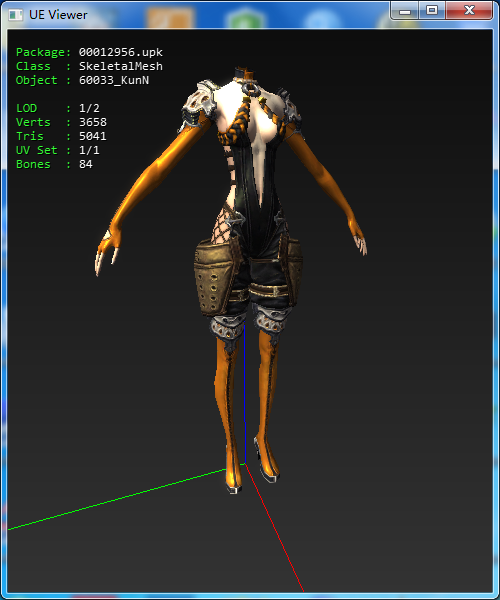 UE Viewer
Package: 00012956.upk
Class  : SkeletalMesh
Object : 60033_KunN
LOD    : 1/2
Verts  : 3658
Tris   : 5041
UV Set : 1/1
Bones  : 84